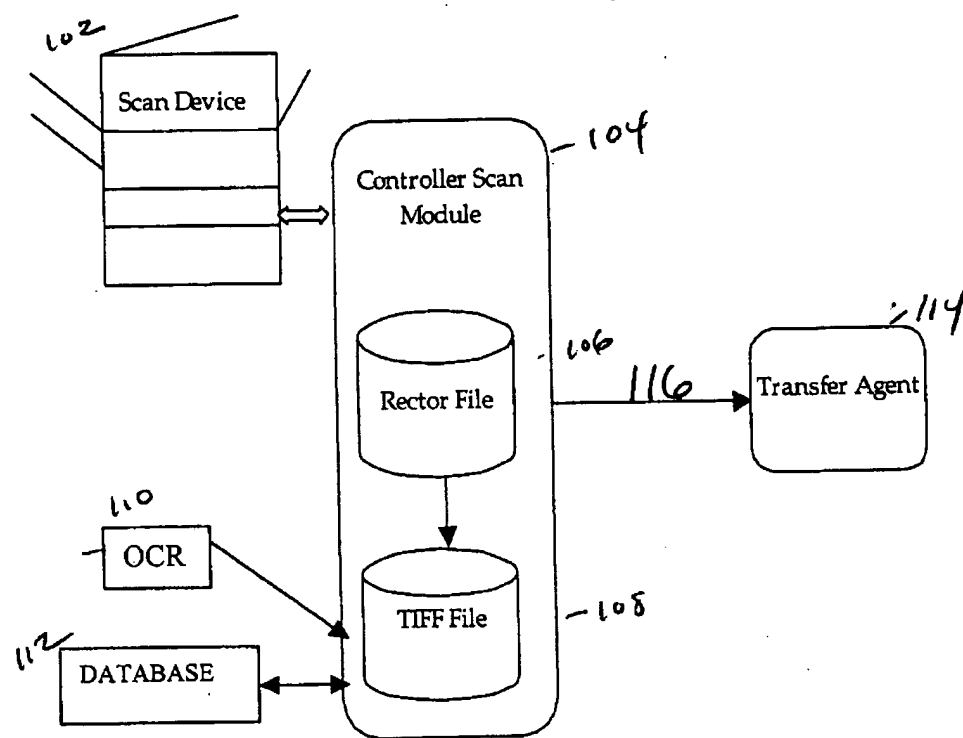 102
Scan Device
104
Controller Scan
Module
114
106
Rector File
116
Transfer Agent
110
OCR
TIFF File
108
112
DATABASE